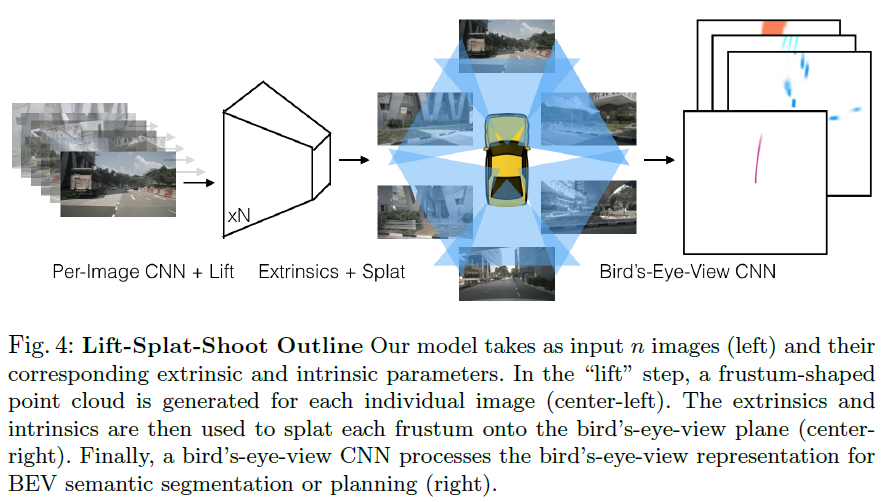 xN
Per-Image CNN + Lift
Extrinsics + Splat
Bird's-Eye-View CNN
Fig. 4: Lift-Splat-Shoot Outline Our model takes as input n images (left) and their
corresponding extrinsic and intrinsic parameters. In the “lift” step, a frustum-shaped
point cloud is generated for each individual image (center-left). The extrinsics and
intrinsics are then used to splat each frustum onto the bird’s-eye-view plane (center-
right). Finally, a bird’s-eye-view CNN processes the bird’s-eye-view representation for
BEV semantic segmentation or planning (right).